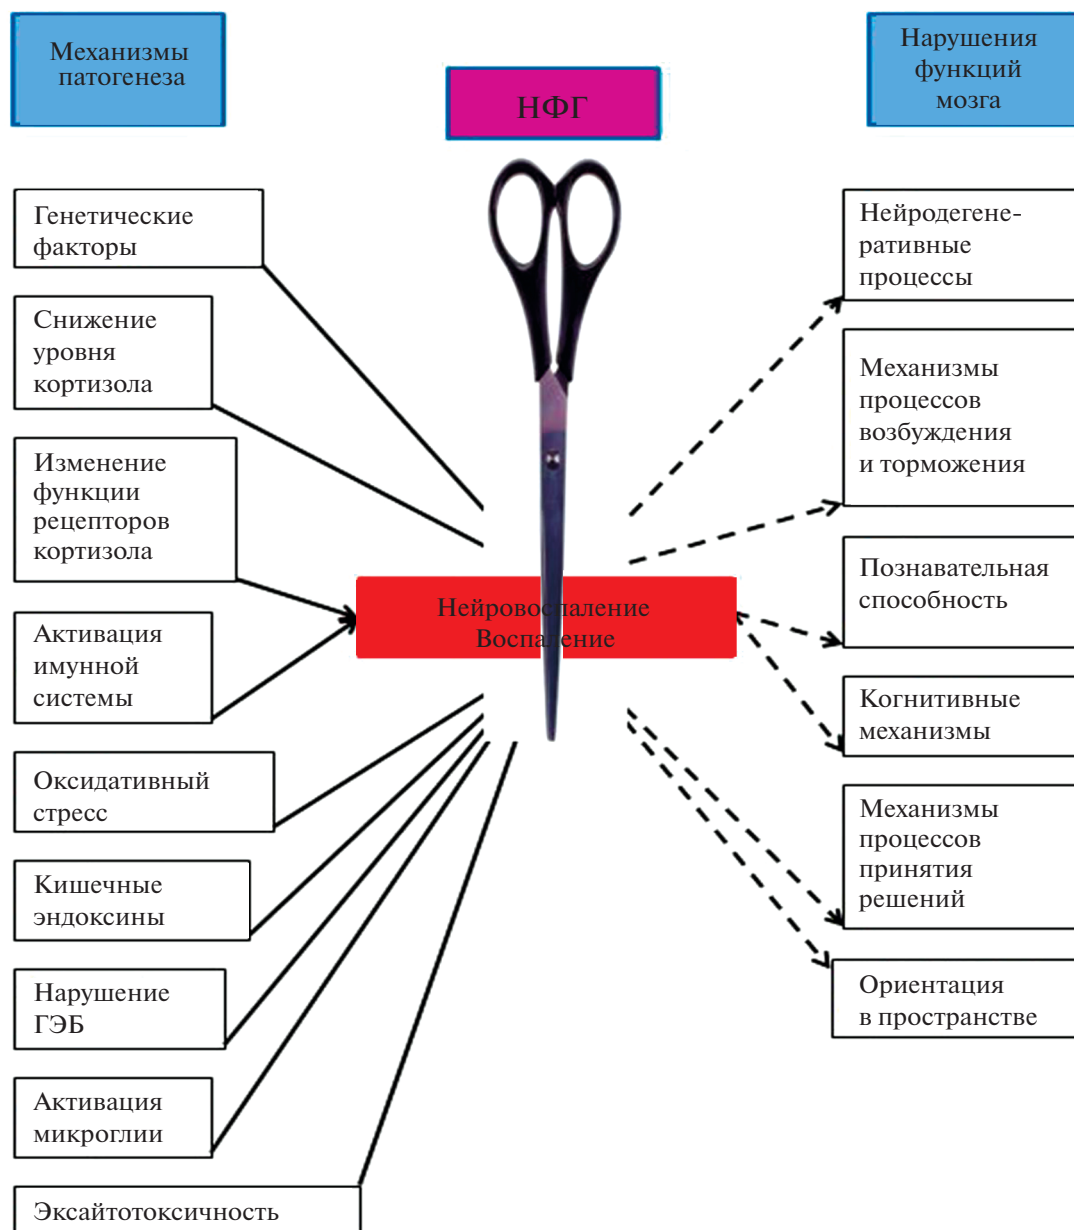 Механизмы
патогенеза
НФГ
Нарушения
функций
мозга
Генетические
факторы
Снижение
уровня
кортизола
Изменение
функции
рецепторов
кортизола
Активация
имунной
системы
Оксидативный
стресс
Кишечные
эндоксины
Нарушение
ГЭБ
Активация
микроглии
Эксайтотоксичность
Нейровоспаление
Воспаление
Нейродегене-
ративные
процессы
Механизмы
процессов
возбуждения
и торможения
Познавательная
способность
Когнитивные
механизмы
Механизмы
процессов
принятия
решений
Ориентация
в пространстве